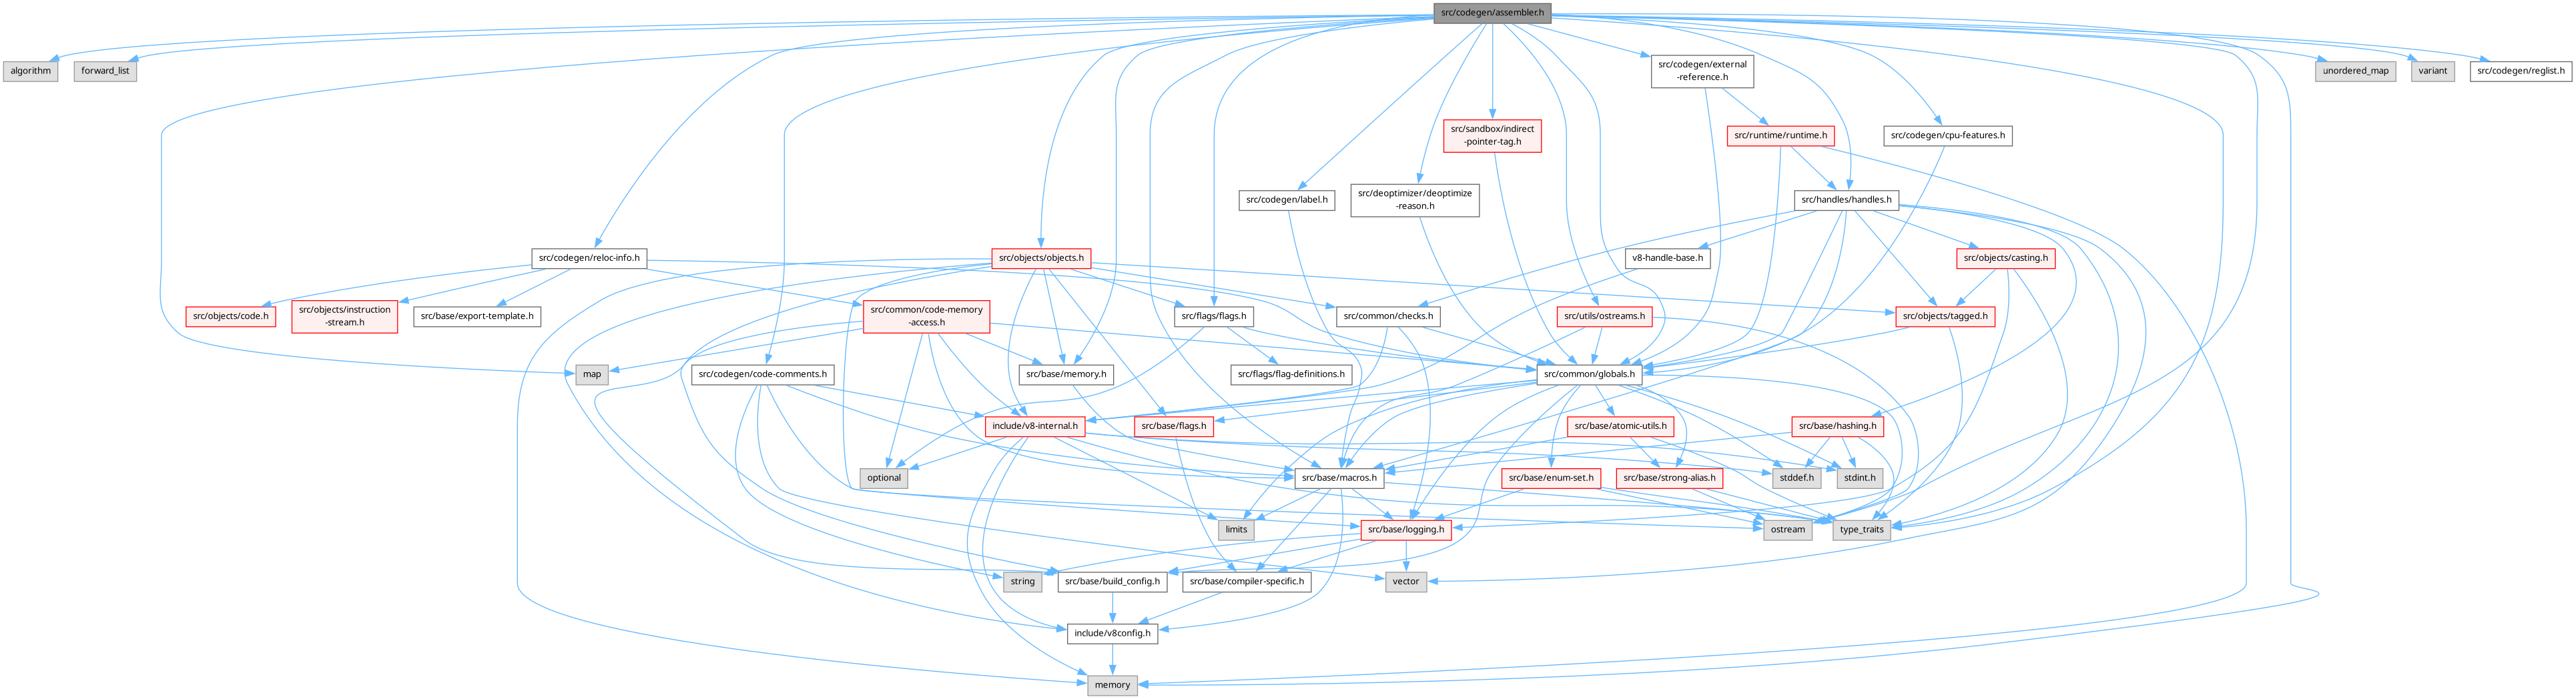 src/codegen/assembler.h
algorithm
forward_list
src/codegen/external
-reference.h
unordered_map
variant
src/codegen/reglist.h
src/sandbox/indirect
-pointer-tag.h
src/runtime/runtime.h
src/codegen/cpu-features.h
src/codegen/label.h
src/deoptimizer/deoptimize
-reason.h
src/handles/handles.h
src/codegen/reloc-info.h
src/objects/objects.h
v8-handle-base.h
src/objects/casting.h
src/objects/code.h
src/objects/instruction
-stream.h
src/base/export-template.h
src/common/code-memory
-access.h
src/flags/flags.h
src/common/checks.h
src/utils/ostreams.h
src/objects/tagged.h
map
src/codegen/code-comments.h
src/base/memory.h
src/flags/flag-definitions.h
src/common/globals.h
include/v8-internal.h
src/base/flags.h
src/base/atomic-utils.h
src/base/hashing.h
optional
src/base/macros.h
src/base/enum-set.h
src/base/strong-alias.h
stddef.h
stdint.h
limits
src/base/logging.h
ostream
type_traits
string
src/base/build_config.h
src/base/compiler-specific.h
vector
include/v8config.h
memory